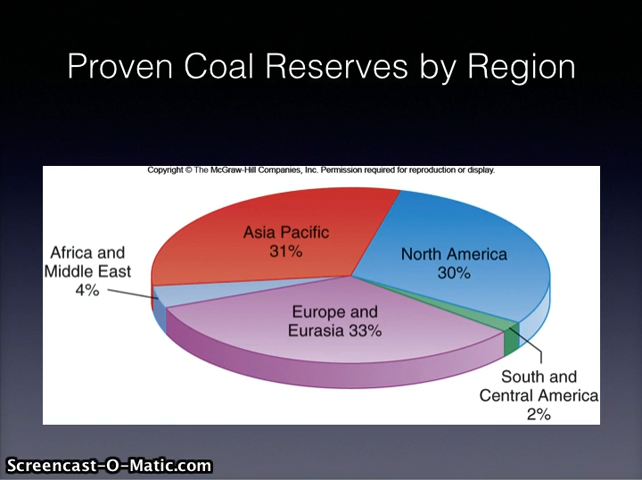 Proven Coal Reserves by Region
Copyright © The McGraw-Hill Companies, Inc. Permission required for reproduction or display.
Asia Pacific
31%
North America
30%
Africa and
Middle East
4%
Europe and
Eurasia 33%
South and
Central America
2%
Screencast-O-Matic.com